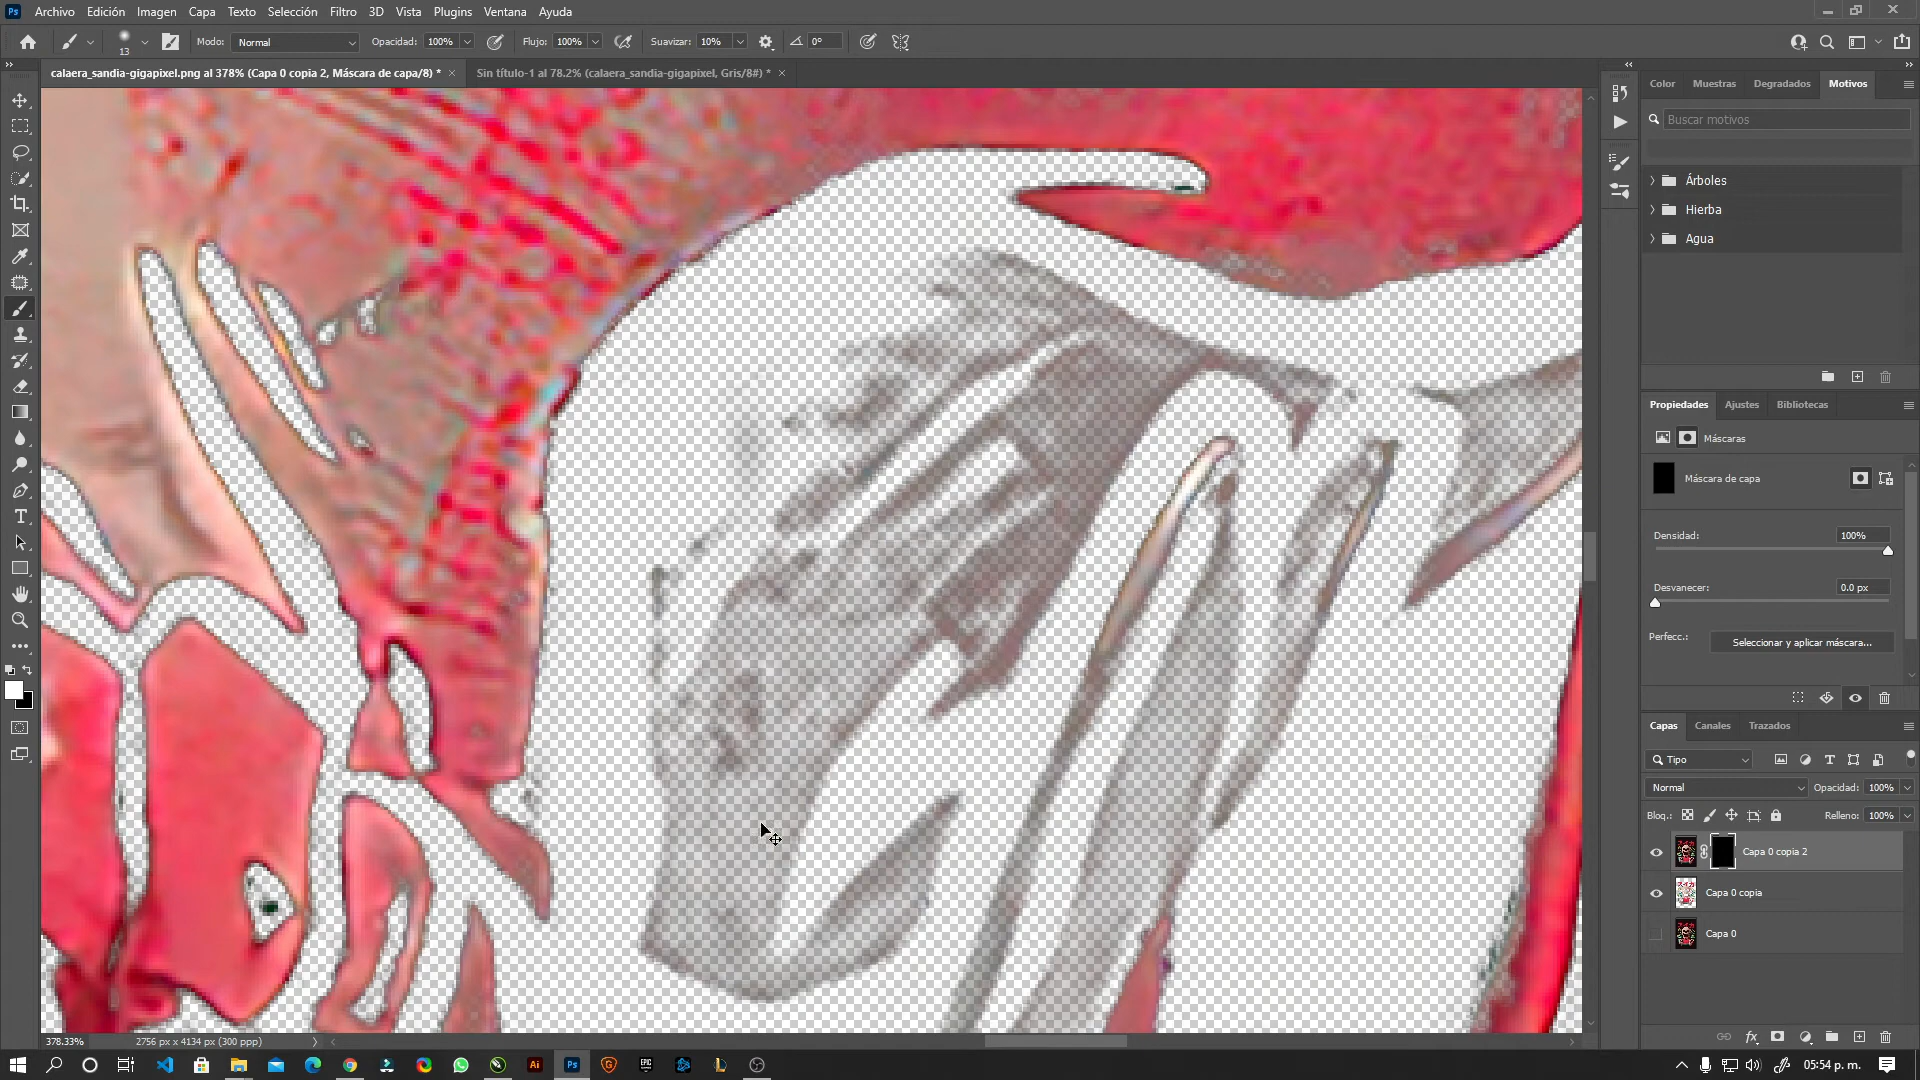 Archivo Edición Imagen Capa Texto Selección Filtro 3D Vista Plugins Ventana Ayuda
13 Modo: Normal Opacidad: 100% Flujo: 100% Suavizar: 10% 0°
calaera_sandia-gigapixel.png al 378% (Capa 0 copia 2, Máscara de capa/8) *
Sin título-1 al 78.2% (calaera_sandia-gigapixel, Gris/8#) *
Color Muestras Degradados Motivos
Buscar motivos
Árboles
Hierba
Agua
Propiedades Ajustes Bibliotecas
Máscaras
Máscara de capa
Densidad: 100%
Desvanecer: 0.0 px
Perfecc.: Seleccionar y aplicar máscara...
Capas Canales Trazados
Tipo
Normal Opacidad: 100%
Bloq.: Relleno: 100%
Capa 0 copia 2
Capa 0 copia
Capa 0
378.33% 2756 px x 4134 px (300 ppp)
05:54 p. m.